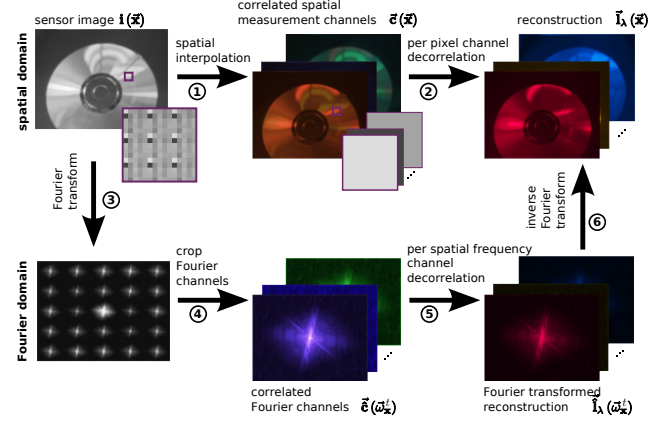 sensor image i(x⃗)
correlated spatial
measurement channels c⃗(x⃗)
reconstruction l⃗λ(x⃗)
spatial domain
spatial
interpolation
①
per pixel channel
decorrelation
②
Fourier
transform
③
inverse
Fourier
transform
⑥
Fourier domain
crop
Fourier
channels
④
per spatial frequency
channel
decorrelation
⑤
correlated
Fourier channels ĉ⃗(ω⃗ₓᵗ)
Fourier transformed
reconstruction l̂⃗λ(ω⃗ₓᵗ)